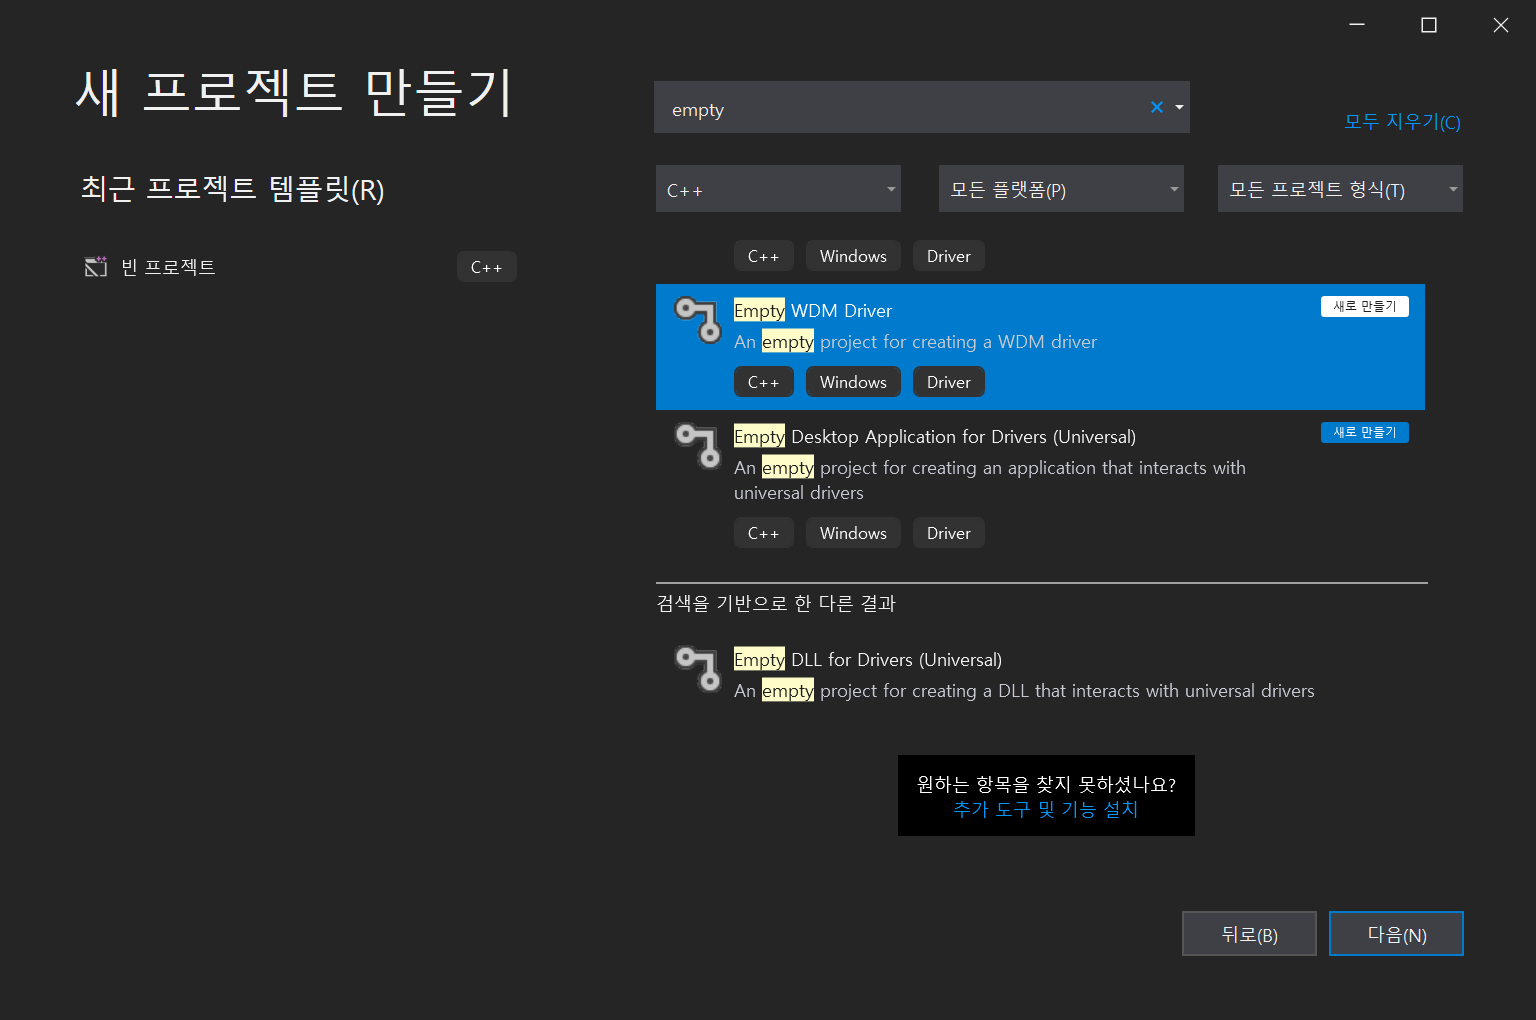 새 프로젝트 만들기
최근 프로젝트 템플릿(R)
빈 프로젝트
C++
empty
모두 지우기(C)
C++
모든 플랫폼(P)
모든 프로젝트 형식(T)
C++ Windows Driver
Empty WDM Driver
새로 만들기
An empty project for creating a WDM driver
C++ Windows Driver
Empty Desktop Application for Drivers (Universal)
새로 만들기
An empty project for creating an application that interacts with
universal drivers
C++ Windows Driver
검색을 기반으로 한 다른 결과
Empty DLL for Drivers (Universal)
An empty project for creating a DLL that interacts with universal drivers
원하는 항목을 찾지 못하셨나요?
추가 도구 및 기능 설치
뒤로(B)
다음(N)